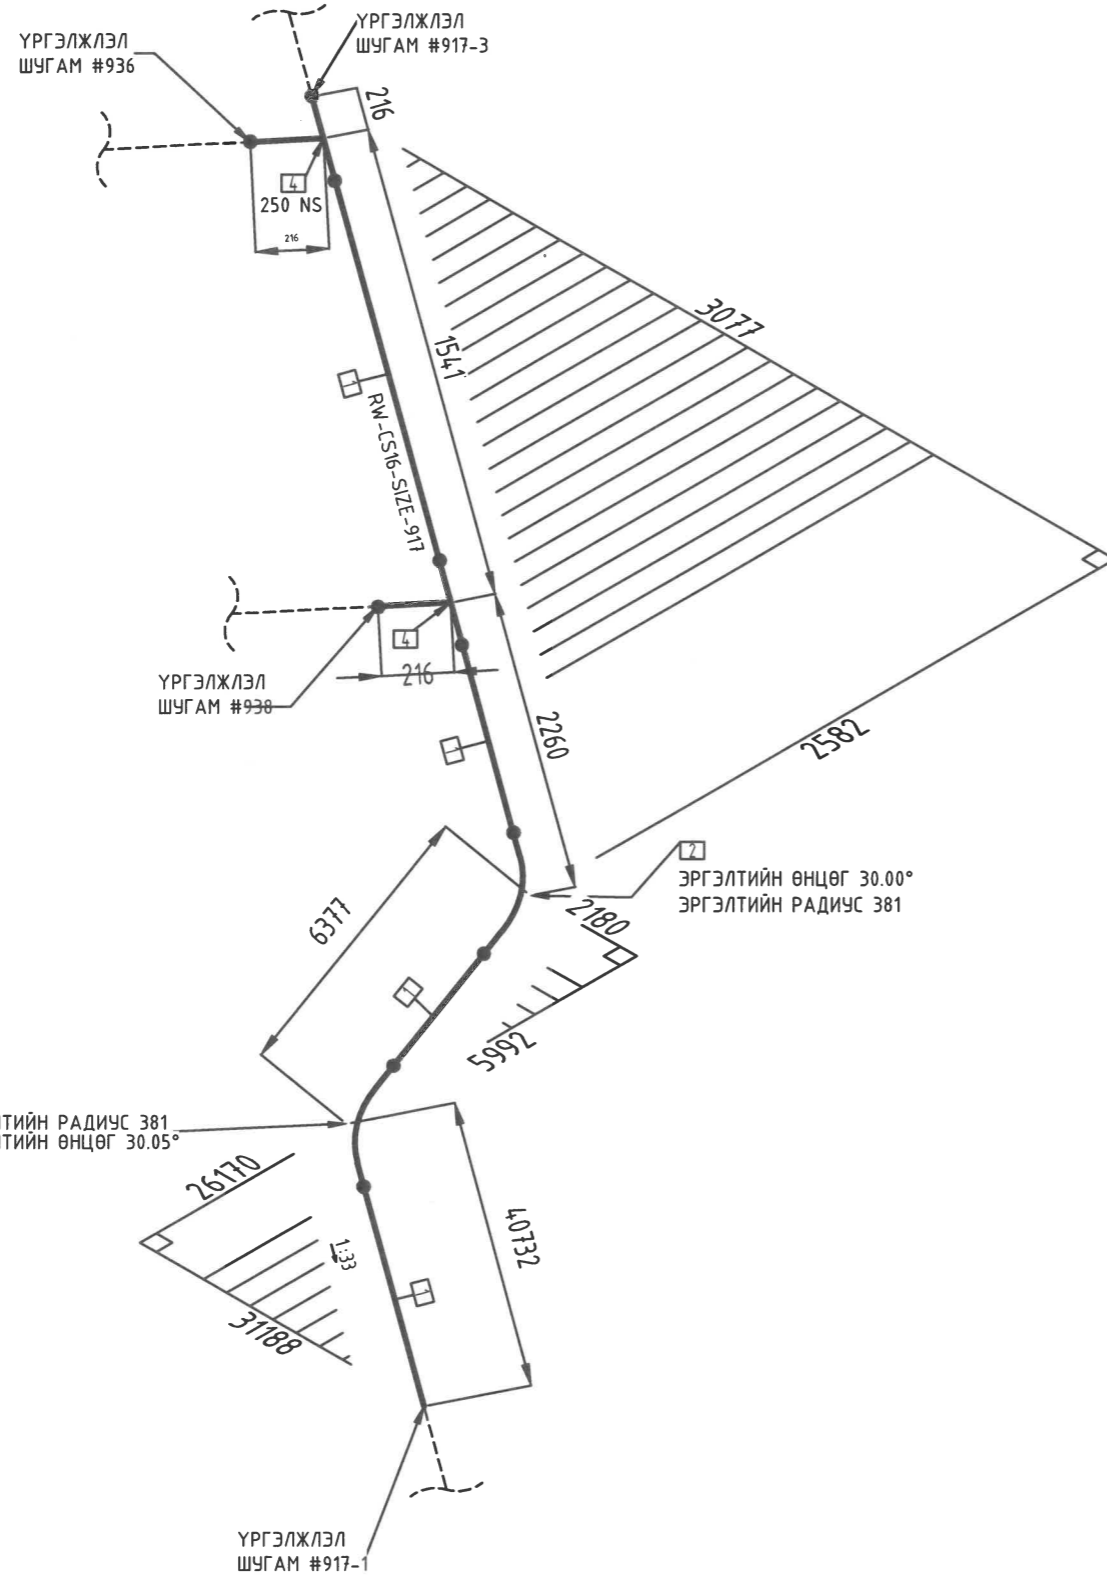 ҮРГЭЛЖЛЭЛ
ШУГАМ #917-3
ҮРГЭЛЖЛЭЛ
ШУГАМ #936
216
4
250 NS
216
3077
1541
1
RW-CS16-SIZE-917
4
216
ҮРГЭЛЖЛЭЛ
ШУГАМ #938
2260
1
2582
2
ЭРГЭЛТИЙН ӨНЦӨГ 30.00°
ЭРГЭЛТИЙН РАДИУС 381
2180
6377
1
5992
ТИЙН РАДИУС 381
ТИЙН ӨНЦӨГ 30.05°
26170
1:33
40732
1
31188
ҮРГЭЛЖЛЭЛ
ШУГАМ #917-1